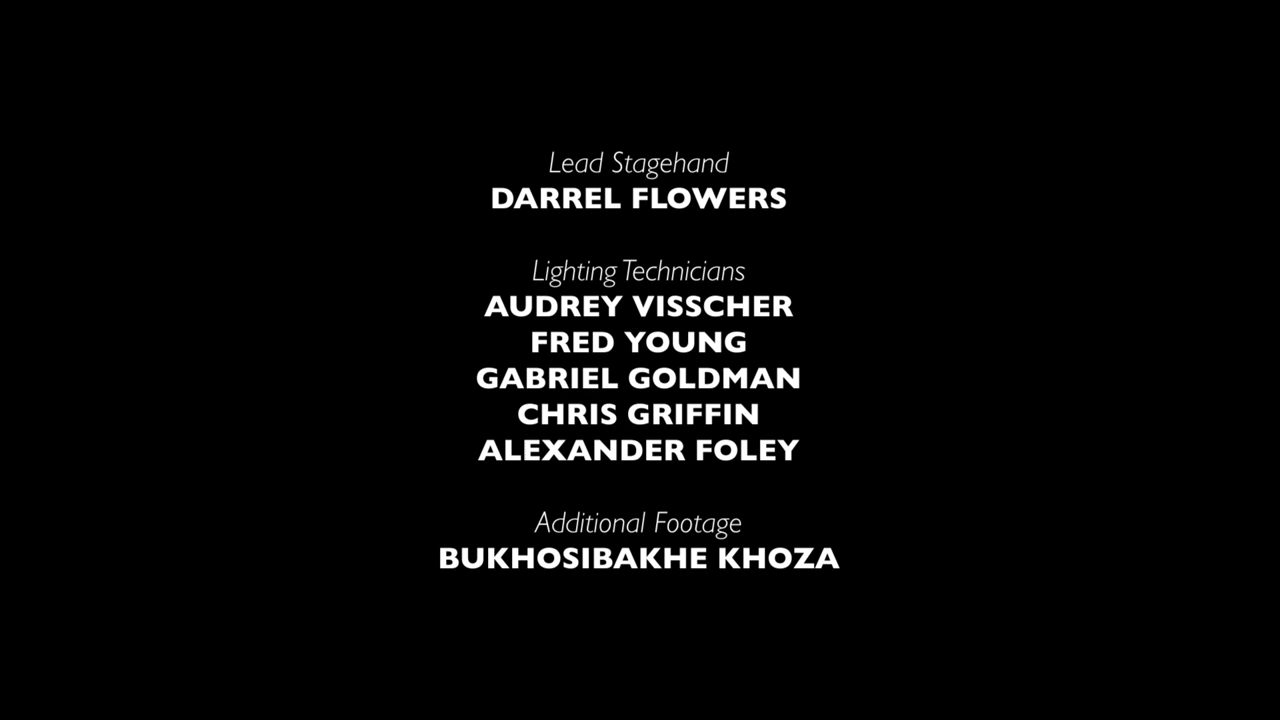 Lead Stagehand
DARREL FLOWERS
Lighting Technicians
AUDREY VISSCHER
FRED YOUNG
GABRIEL GOLDMAN
CHRIS GRIFFIN
ALEXANDER FOLEY
Additional Footage
BUKHOSIBAKHE KHOZA